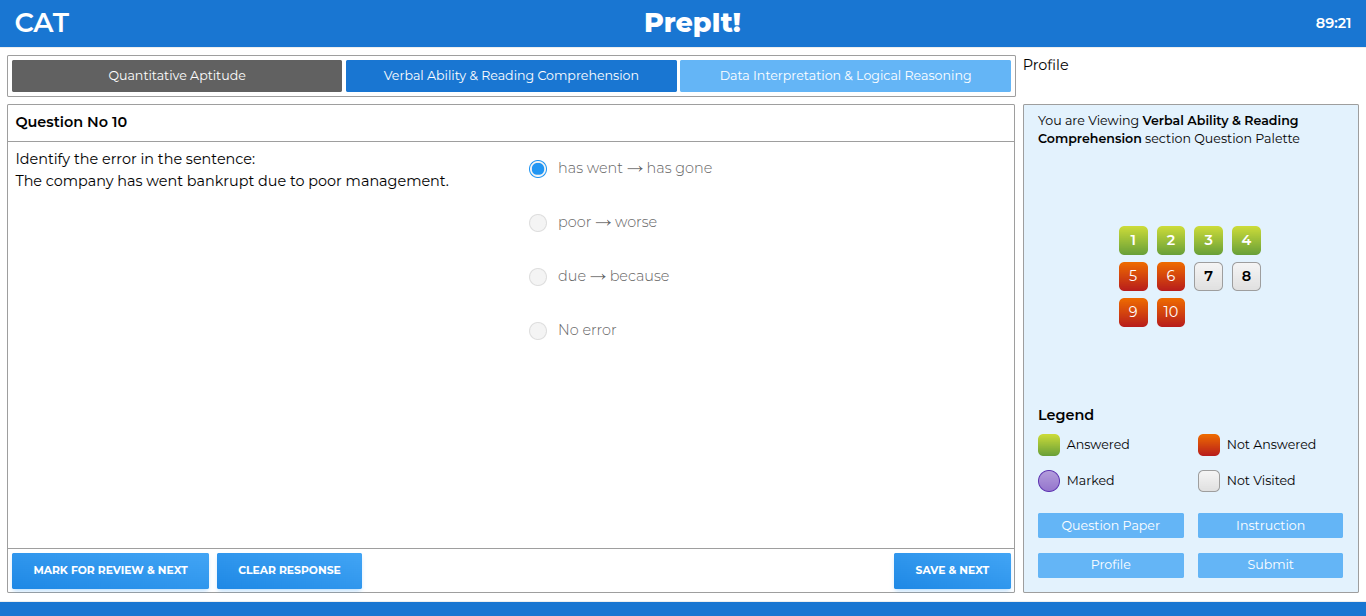 CAT
PrepIt!
89:21
Quantitative Aptitude
Verbal Ability & Reading Comprehension
Data Interpretation & Logical Reasoning
Profile
Question No 10
Identify the error in the sentence:
The company has went bankrupt due to poor management.
has went → has gone
poor → worse
due → because
No error
You are Viewing Verbal Ability & Reading
Comprehension section Question Palette
1 2 3 4
5 6 7 8
9 10
Legend
Answered
Not Answered
Marked
Not Visited
Question Paper
Instruction
Profile
Submit
MARK FOR REVIEW & NEXT
CLEAR RESPONSE
SAVE & NEXT